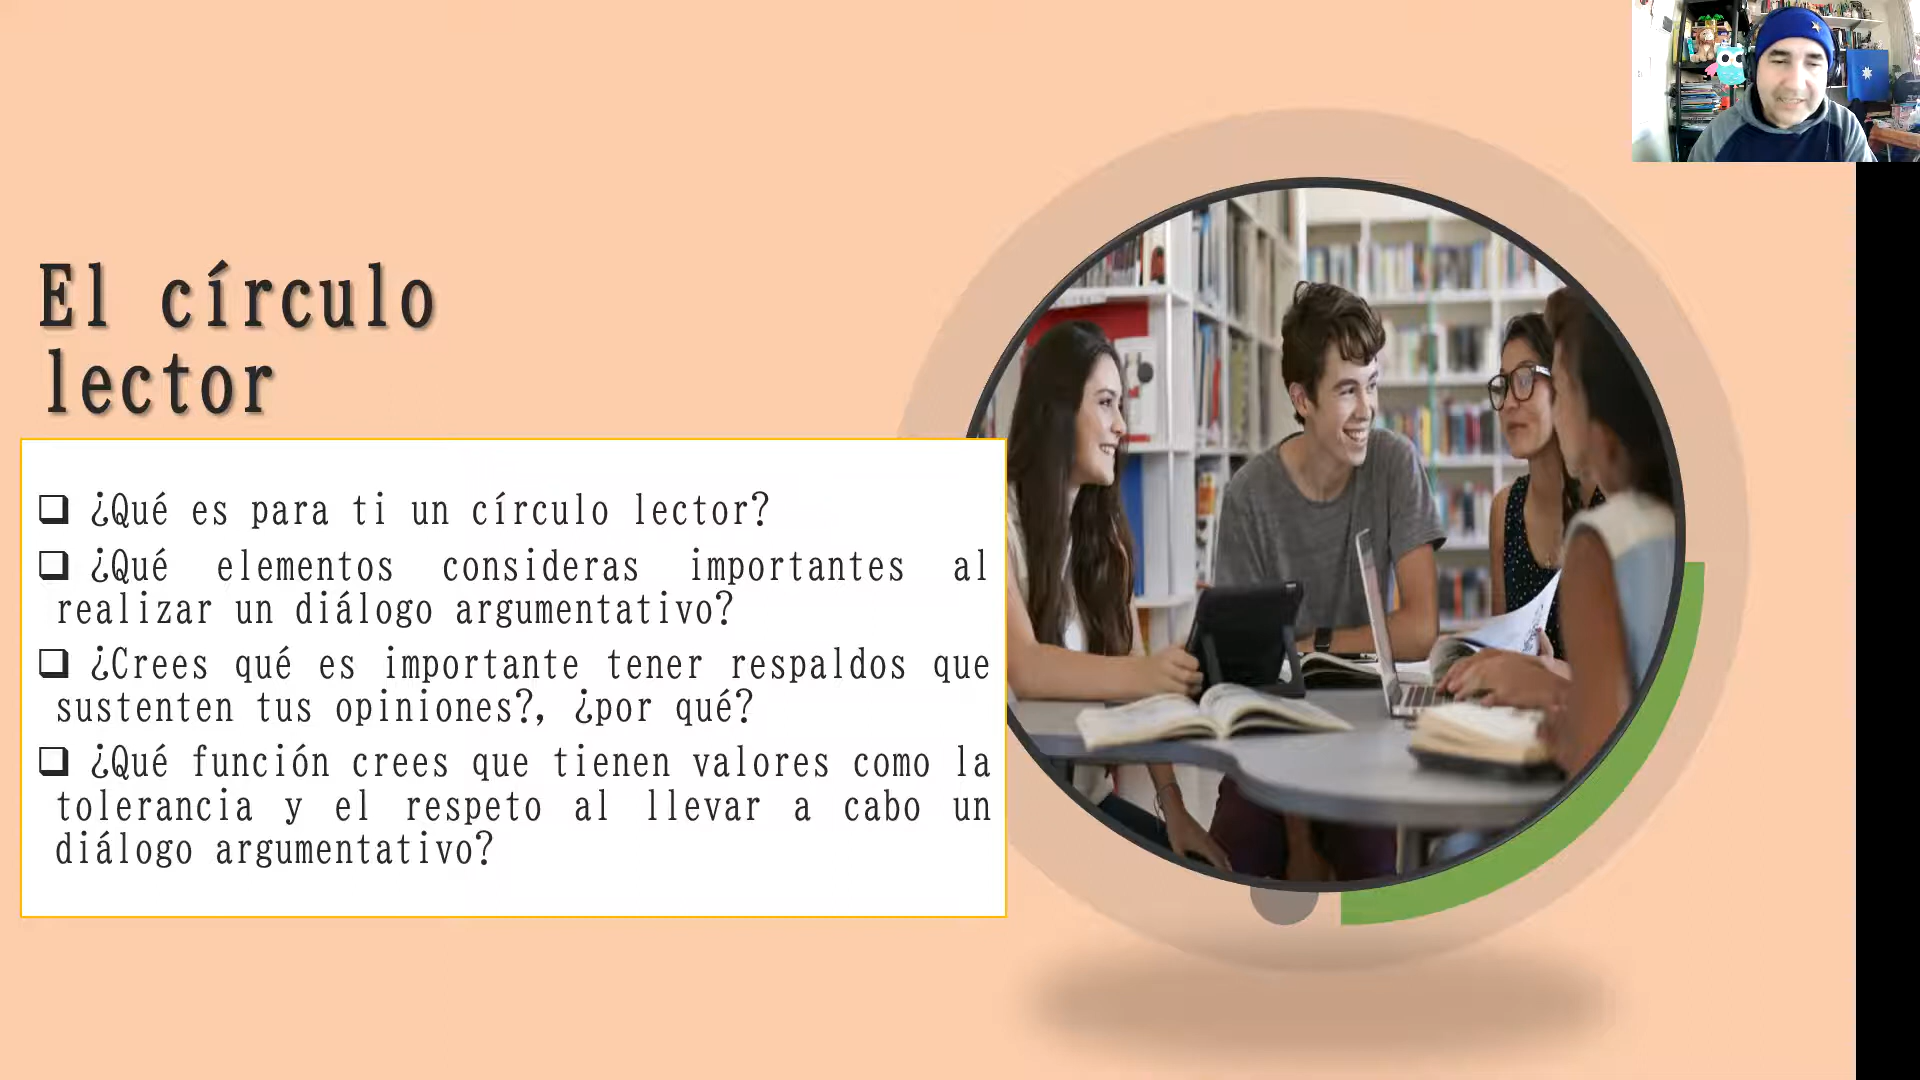 El círculo
lector
❑ ¿Qué es para ti un círculo lector?
❑ ¿Qué elementos consideras importantes al
realizar un diálogo argumentativo?
❑ ¿Crees qué es importante tener respaldos que
sustenten tus opiniones?, ¿por qué?
❑ ¿Qué función crees que tienen valores como la
tolerancia y el respeto al llevar a cabo un
diálogo argumentativo?